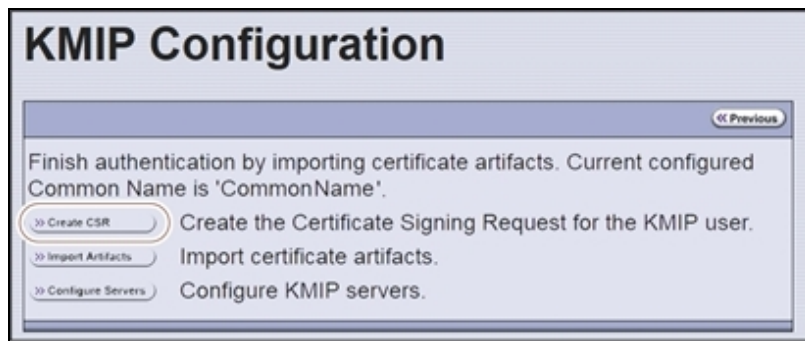 KMIP Configuration
« Previous
Finish authentication by importing certificate artifacts. Current configured
Common Name is 'CommonName'.
» Create CSR Create the Certificate Signing Request for the KMIP user.
» Import Artifacts Import certificate artifacts.
» Configure Servers Configure KMIP servers.